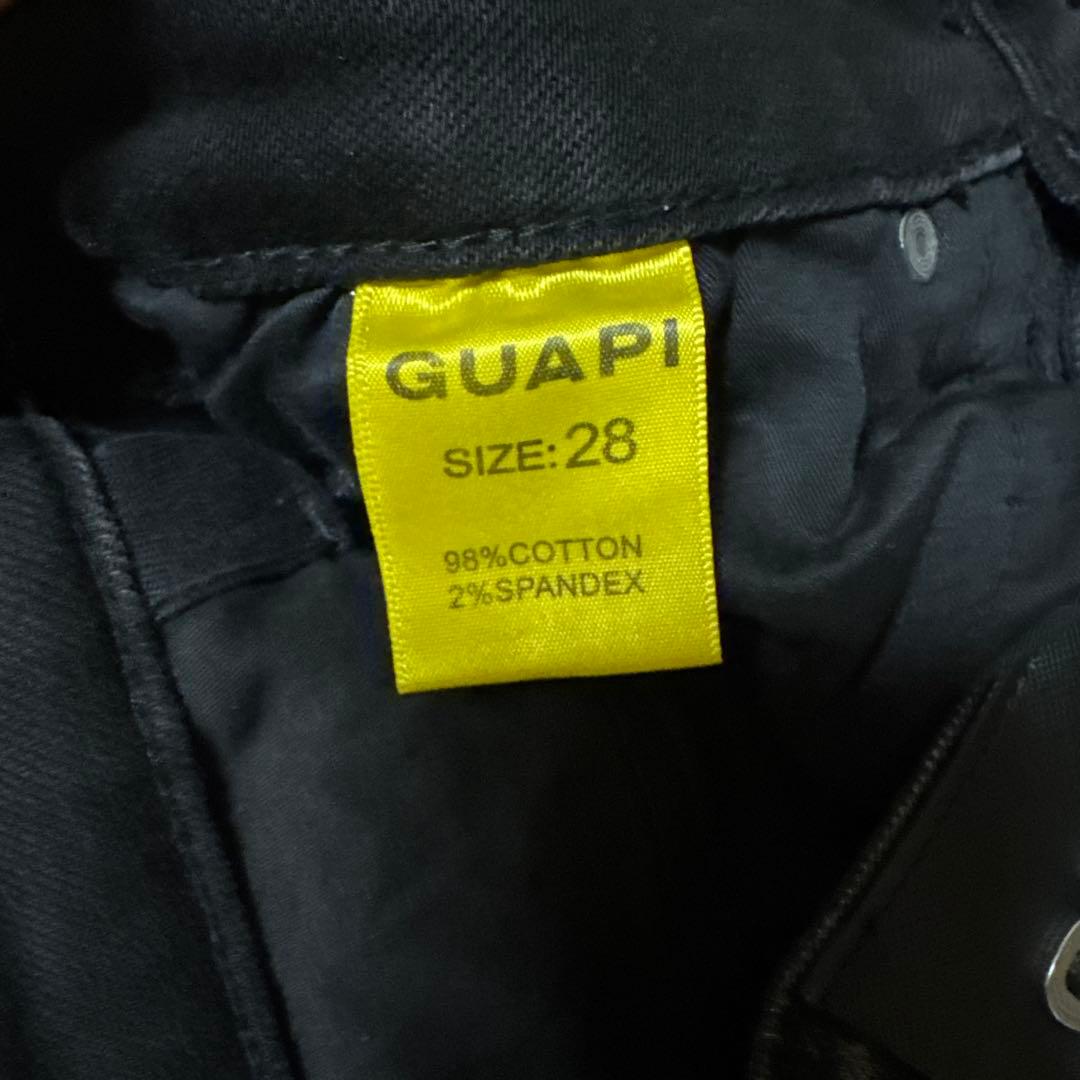 GUAPI
SIZE: 28
98%COTTON
2%SPANDEX